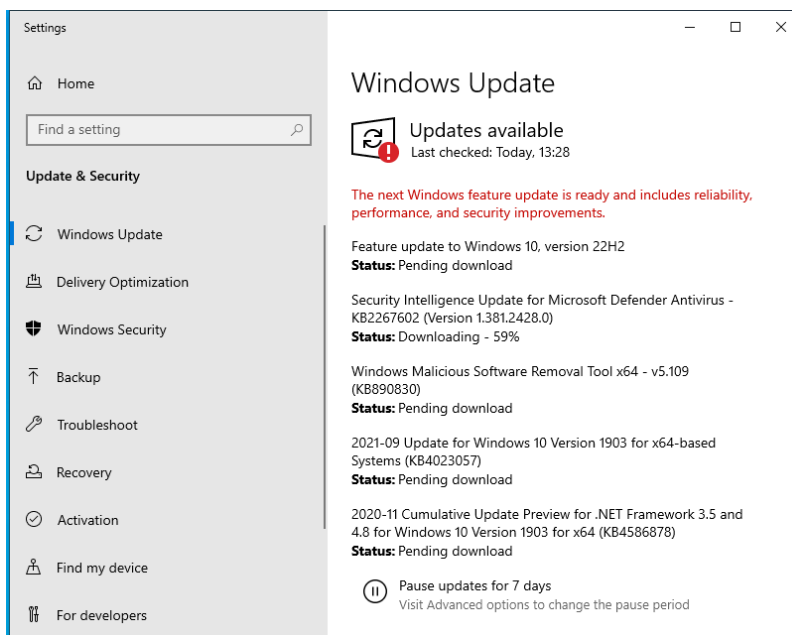 Settings
Home
Find a setting
Update & Security
Windows Update
Delivery Optimization
Windows Security
Backup
Troubleshoot
Recovery
Activation
Find my device
For developers
Windows Update
Updates available
Last checked: Today, 13:28
The next Windows feature update is ready and includes reliability,
performance, and security improvements.
Feature update to Windows 10, version 22H2
Status: Pending download
Security Intelligence Update for Microsoft Defender Antivirus -
KB2267602 (Version 1.381.2428.0)
Status: Downloading - 59%
Windows Malicious Software Removal Tool x64 - v5.109
(KB890830)
Status: Pending download
2021-09 Update for Windows 10 Version 1903 for x64-based
Systems (KB4023057)
Status: Pending download
2020-11 Cumulative Update Preview for .NET Framework 3.5 and
4.8 for Windows 10 Version 1903 for x64 (KB4586878)
Status: Pending download
Pause updates for 7 days
Visit Advanced options to change the pause period